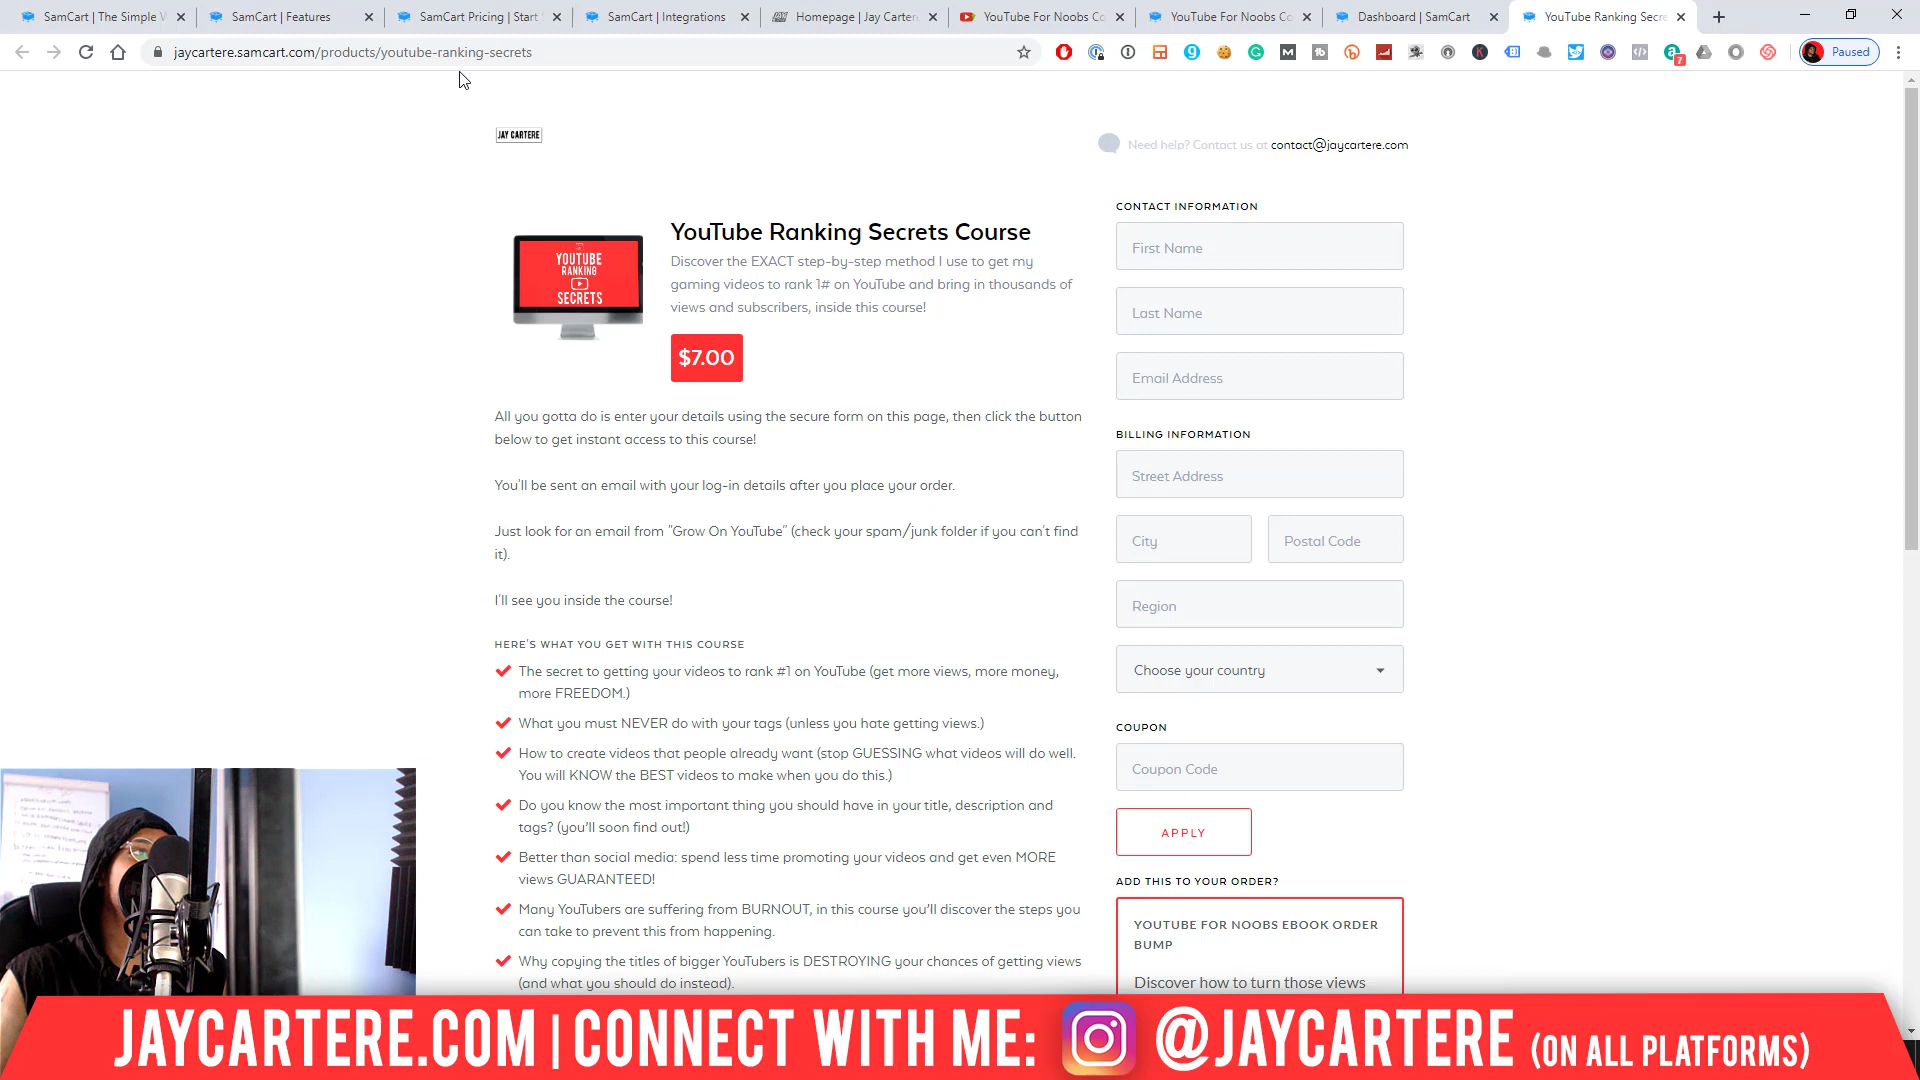 SamCart | The Simple W
SamCart | Features
SamCart Pricing | Start
SamCart | Integrations
Homepage | Jay Carter
YouTube For Noobs Co
YouTube For Noobs Co
Dashboard | SamCart
YouTube Ranking Secre
jaycartere.samcart.com/products/youtube-ranking-secrets
7
Paused
JAY CARTERE
Need help? Contact us at contact@jaycartere.com
YOUTUBE
RANKING
SECRETS
YouTube Ranking Secrets Course
Discover the EXACT step-by-step method I use to get my
gaming videos to rank 1# on YouTube and bring in thousands of
views and subscribers, inside this course!
$7.00
All you gotta do is enter your details using the secure form on this page, then click the button
below to get instant access to this course!
You'll be sent an email with your log-in details after you place your order.
Just look for an email from "Grow On YouTube" (check your spam/junk folder if you can't find
it).
I'll see you inside the course!
HERE'S WHAT YOU GET WITH THIS COURSE
The secret to getting your videos to rank #1 on YouTube (get more views, more money,
more FREEDOM.)
What you must NEVER do with your tags (unless you hate getting views.)
How to create videos that people already want (stop GUESSING what videos will do well.
You will KNOW the BEST videos to make when you do this.)
Do you know the most important thing you should have in your title, description and
tags? (you'll soon find out!)
Better than social media: spend less time promoting your videos and get even MORE
views GUARANTEED!
Many YouTubers are suffering from BURNOUT, in this course you'll discover the steps you
can take to prevent this from happening.
Why copying the titles of bigger YouTubers is DESTROYING your chances of getting views
(and what you should do instead).
CONTACT INFORMATION
First Name
Last Name
Email Address
BILLING INFORMATION
Street Address
City
Postal Code
Region
Choose your country
COUPON
Coupon Code
APPLY
ADD THIS TO YOUR ORDER?
YOUTUBE FOR NOOBS EBOOK ORDER
BUMP
Discover how to turn those views
JAYCARTERE.COM | CONNECT WITH ME: @JAYCARTERE (ON ALL PLATFORMS)